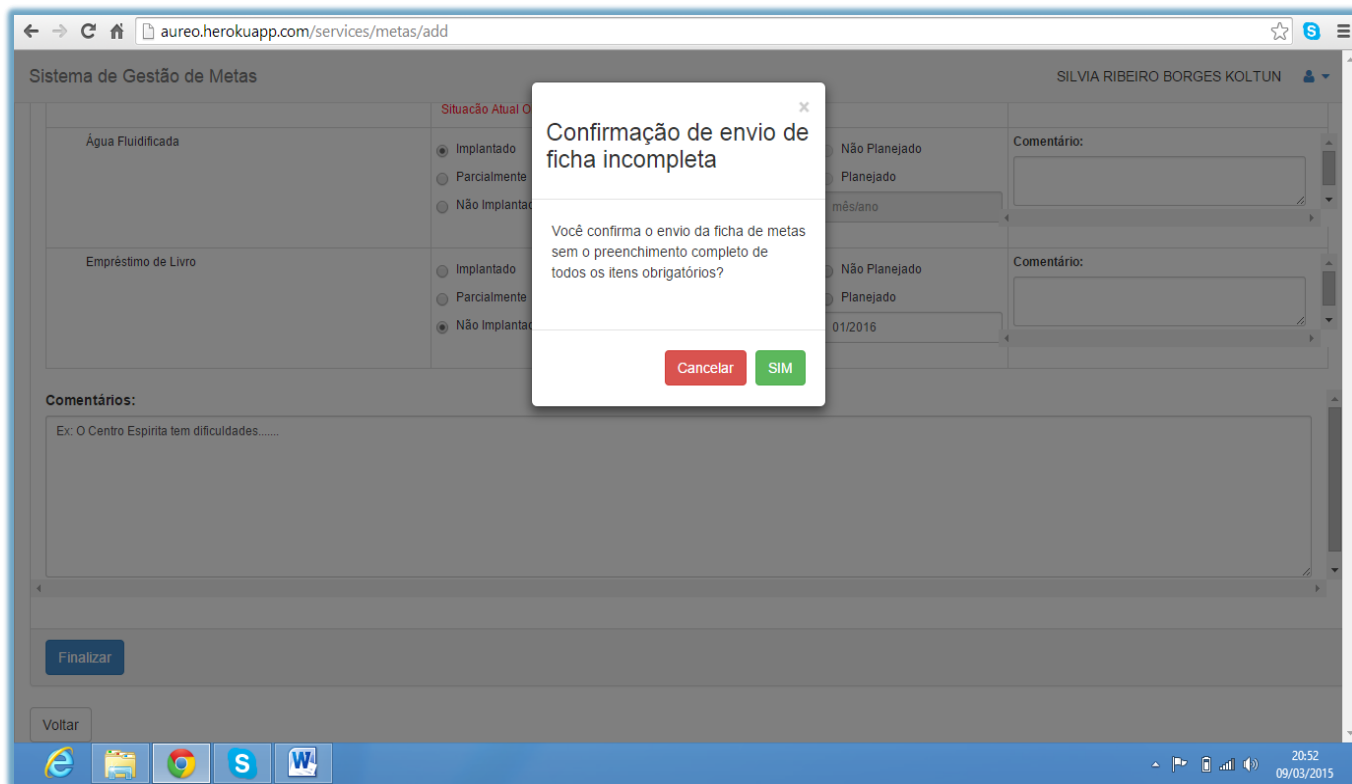 aureo.herokuapp.com/services/metas/add
Sistema de Gestão de Metas
SILVIA RIBEIRO BORGES KOLTUN
Situacão Atual O
×
Confirmação de envio de
ficha incompleta
Água Fluidificada
Implantado
Não Planejado
Comentário:
Parcialmente
Planejado
Não Implantad
mês/ano
Você confirma o envio da ficha de metas
sem o preenchimento completo de
todos os itens obrigatórios?
Empréstimo de Livro
Implantado
Não Planejado
Comentário:
Parcialmente
Planejado
Não Implantad
01/2016
Cancelar
SIM
Comentários:
Ex: O Centro Espirita tem dificuldades.......
Finalizar
Voltar
20:52
09/03/2015